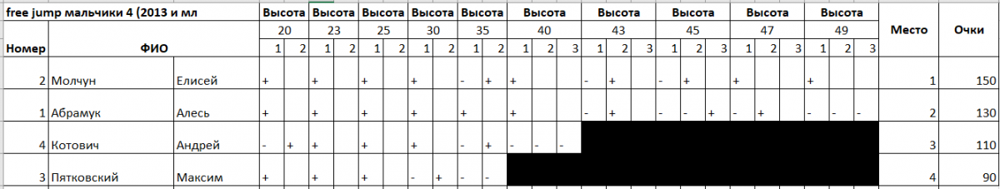 free jump мальчики 4 (2013 и мл Высота Высота Высота Высота Высота Высота Высота Высота Высота Высота
20 23 25 30 35 40 43 45 47 49 Место Очки
Номер ФИО 1 2 1 2 1 2 1 2 1 2 1 2 3 1 2 3 1 2 3 1 2 3 1 2 3
2 Молчун Елисей + + + + - + + - + - + + + 1 150
1 Абрамук Алесь + + + + + + - + - - + - + - - - 2 130
4 Котович Андрей - + + + + - + - - - 3 110
3 Пятковский Максим + + + - + - - 4 90